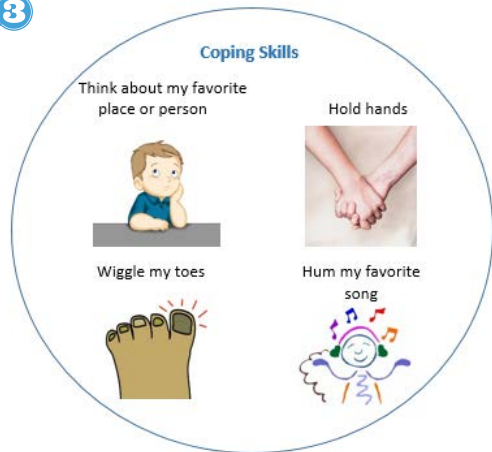 3
Coping Skills
Think about my favorite
place or person
Hold hands
Wiggle my toes
Hum my favorite
song